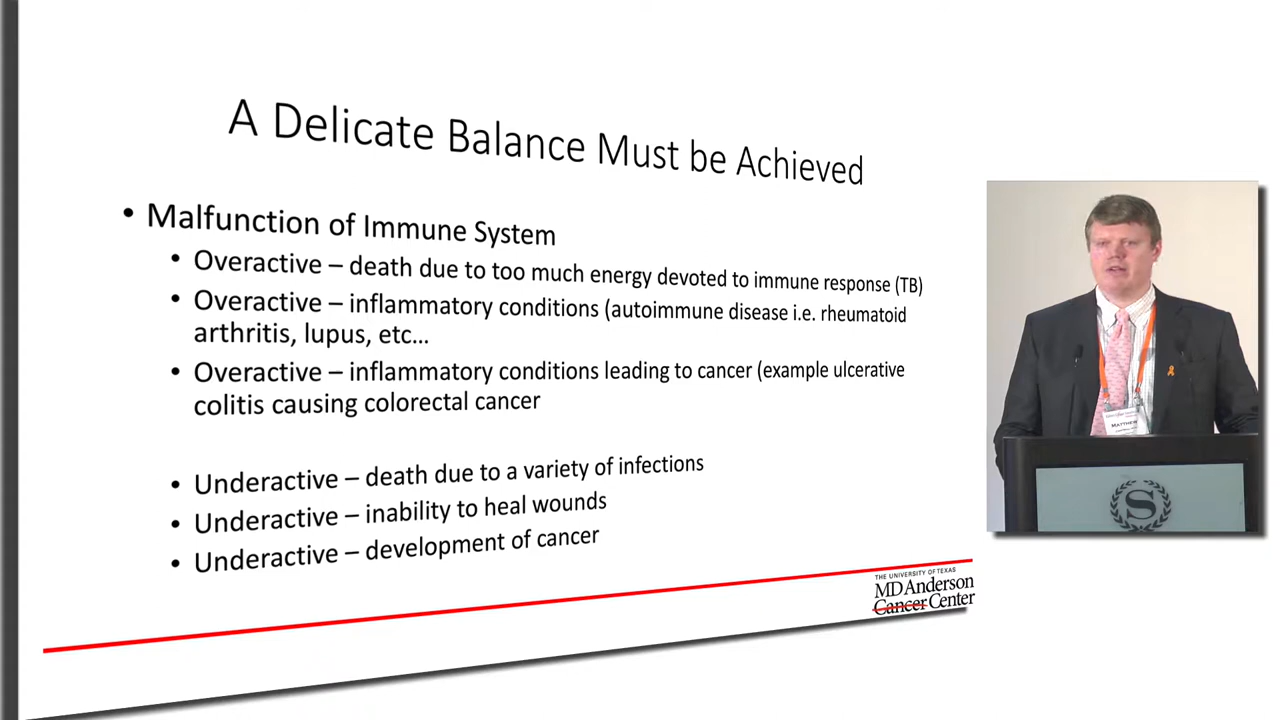 A Delicate Balance Must be Achieved
• Malfunction of Immune System
• Overactive – death due to too much energy devoted to immune response (TB)
• Overactive – inflammatory conditions (autoimmune disease i.e. rheumatoid
arthritis, lupus, etc...
• Overactive – inflammatory conditions leading to cancer (example ulcerative
colitis causing colorectal cancer
• Underactive – death due to a variety of infections
• Underactive – inability to heal wounds
• Underactive – development of cancer
THE UNIVERSITY OF TEXAS
MD Anderson
Cancer Center
MATTHEW
S